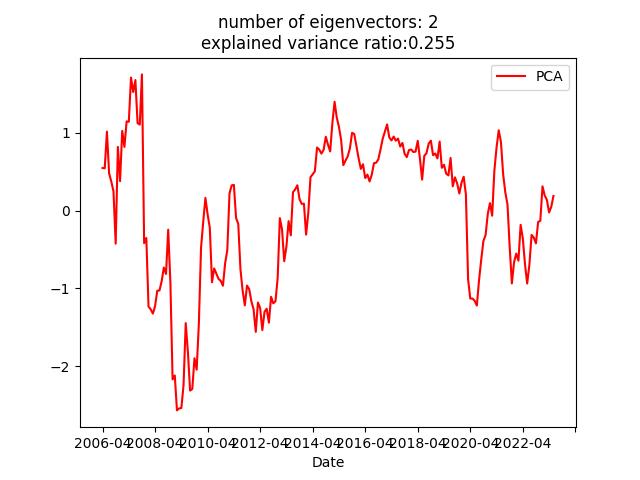 number of eigenvectors: 2
explained variance ratio:0.255
PCA
1
0
−1
−2
2006-04 2008-04 2010-04 2012-04 2014-04 2016-04 2018-04 2020-04 2022-04
Date